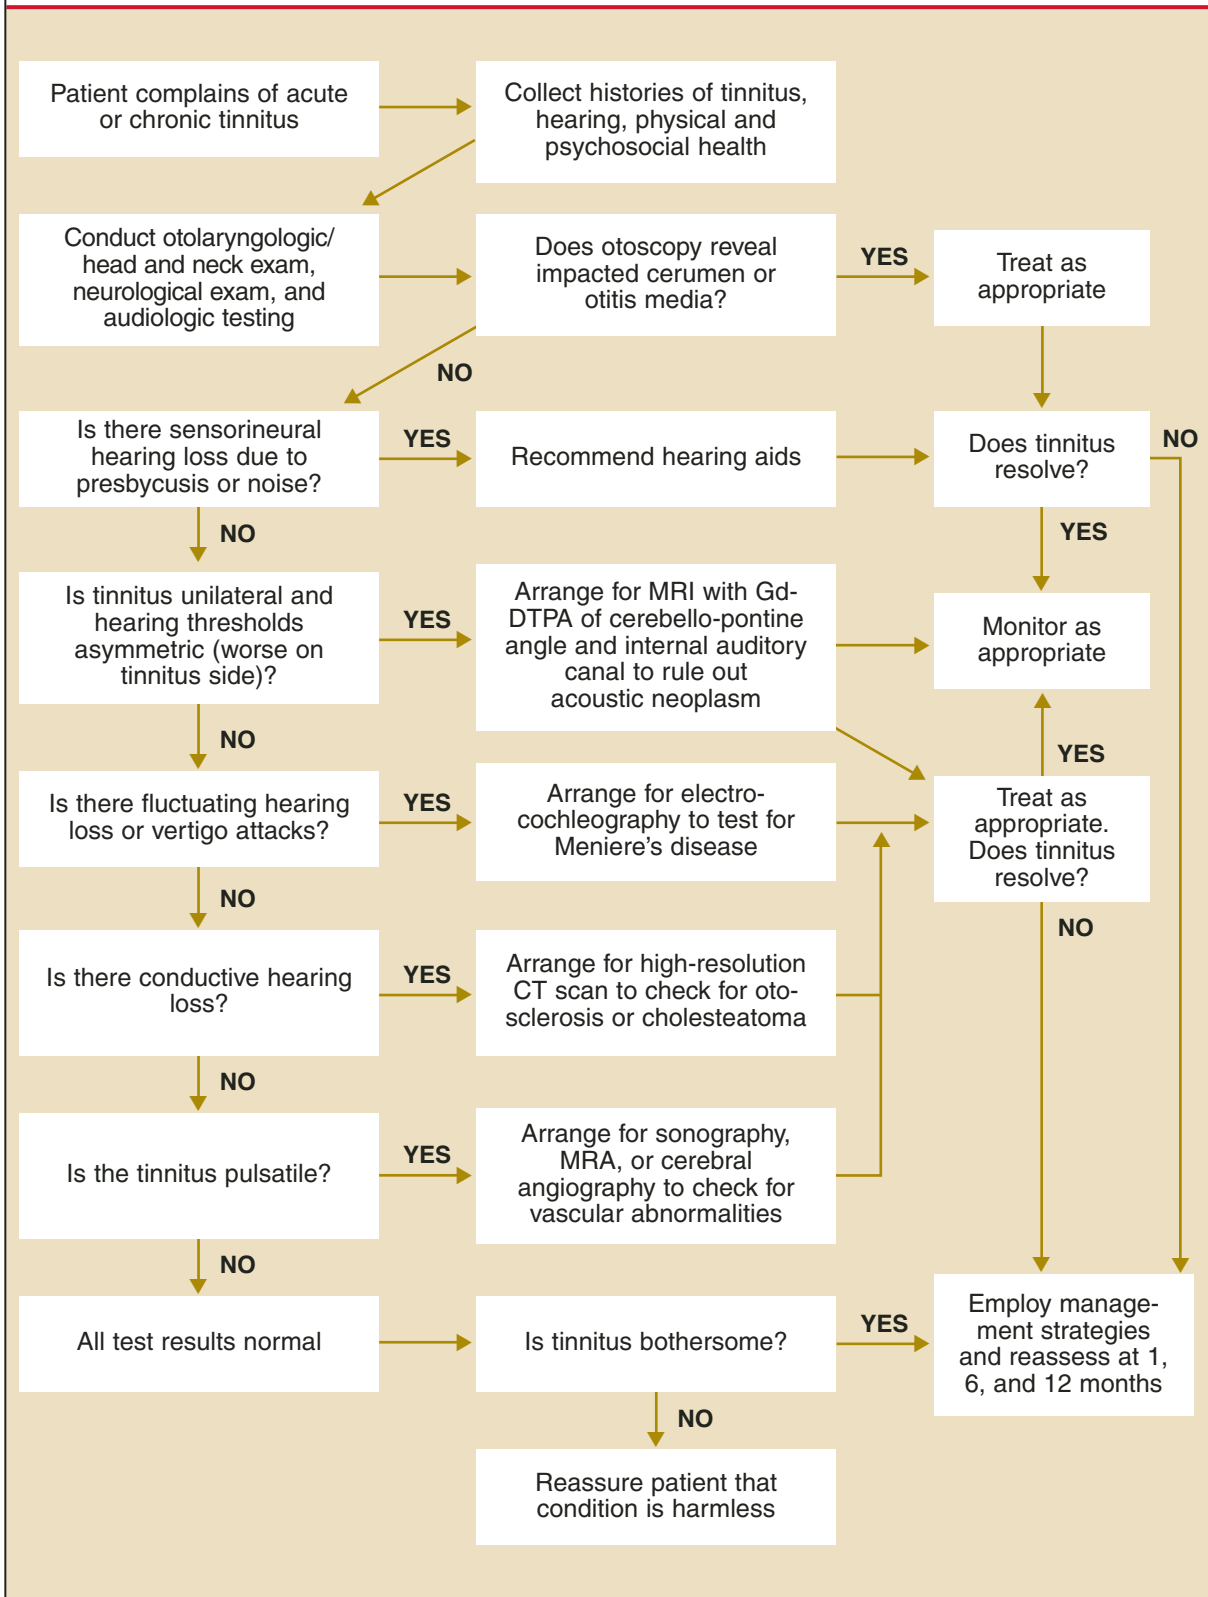 Patient complains of acute
or chronic tinnitus
Collect histories of tinnitus,
hearing, physical and
psychosocial health
Conduct otolaryngologic/
head and neck exam,
neurological exam, and
audiologic testing
Does otoscopy reveal
impacted cerumen or
otitis media?
YES
Treat as
appropriate
NO
Is there sensorineural
hearing loss due to
presbycusis or noise?
YES
Recommend hearing aids
Does tinnitus
resolve?
NO
NO
YES
Is tinnitus unilateral and
hearing thresholds
asymmetric (worse on
tinnitus side)?
YES
Arrange for MRI with Gd-
DTPA of cerebello-pontine
angle and internal auditory
canal to rule out
acoustic neoplasm
Monitor as
appropriate
NO
YES
Is there fluctuating hearing
loss or vertigo attacks?
YES
Arrange for electro-
cochleography to test for
Meniere's disease
Treat as
appropriate.
Does tinnitus
resolve?
NO
NO
Is there conductive hearing
loss?
YES
Arrange for high-resolution
CT scan to check for oto-
sclerosis or cholesteatoma
NO
Is the tinnitus pulsatile?
YES
Arrange for sonography,
MRA, or cerebral
angiography to check for
vascular abnormalities
NO
All test results normal
Is tinnitus bothersome?
YES
Employ manage-
ment strategies
and reassess at 1,
6, and 12 months
NO
Reassure patient that
condition is harmless